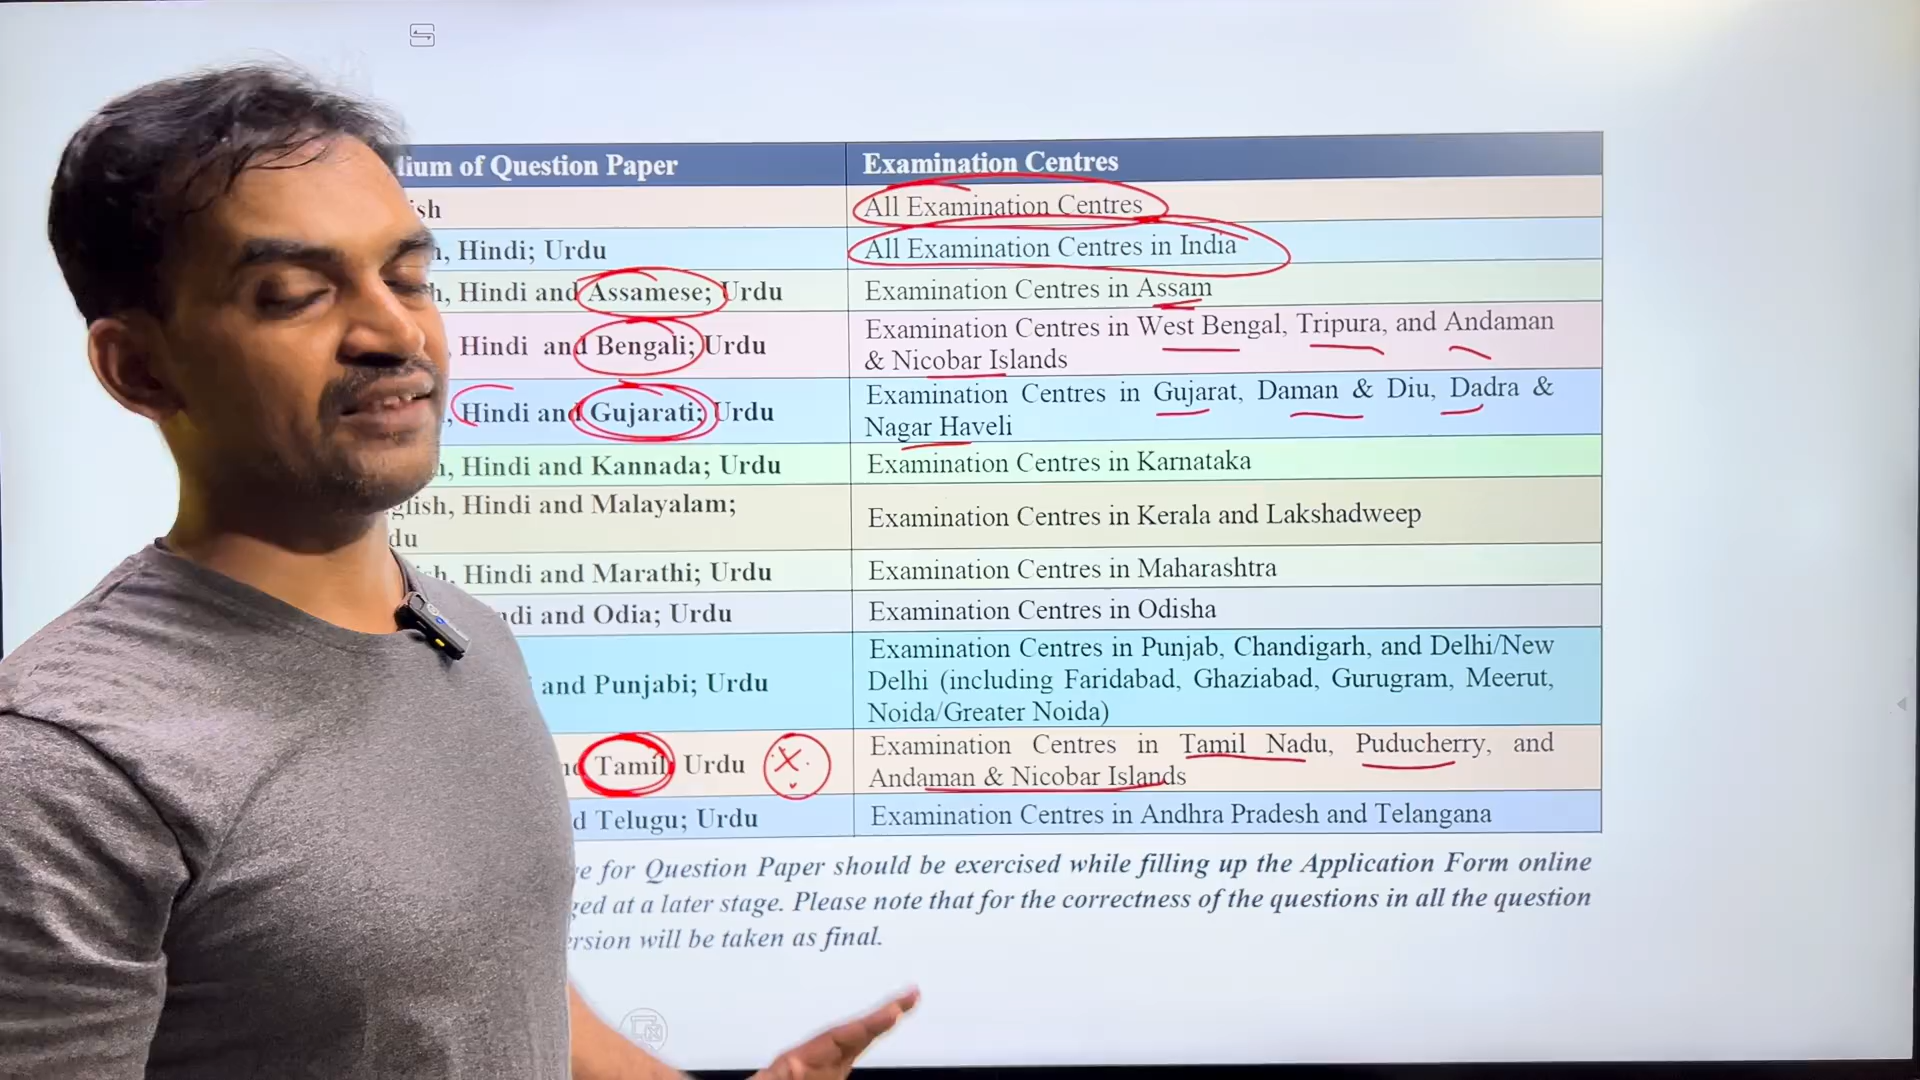 Medium of Question Paper
Examination Centres
All Examination Centres
Hindi; Urdu
All Examination Centres in India
Hindi and Assamese; Urdu
Examination Centres in Assam
Hindi and Bengali; Urdu
Examination Centres in West Bengal, Tripura, and Andaman
& Nicobar Islands
Hindi and Gujarati; Urdu
Examination Centres in Gujarat, Daman & Diu, Dadra &
Nagar Haveli
Hindi and Kannada; Urdu
Examination Centres in Karnataka
Hindi and Malayalam;
Examination Centres in Kerala and Lakshadweep
Hindi and Marathi; Urdu
Examination Centres in Maharashtra
and Odia; Urdu
Examination Centres in Odisha
and Punjabi; Urdu
Examination Centres in Punjab, Chandigarh, and Delhi/New
Delhi (including Faridabad, Ghaziabad, Gurugram, Meerut,
Noida/Greater Noida)
Tamil; Urdu X
Examination Centres in Tamil Nadu, Puducherry, and
Andaman & Nicobar Islands
Telugu; Urdu
Examination Centres in Andhra Pradesh and Telangana
for Question Paper should be exercised while filling up the Application Form online
at a later stage. Please note that for the correctness of the questions in all the question
will be taken as final.